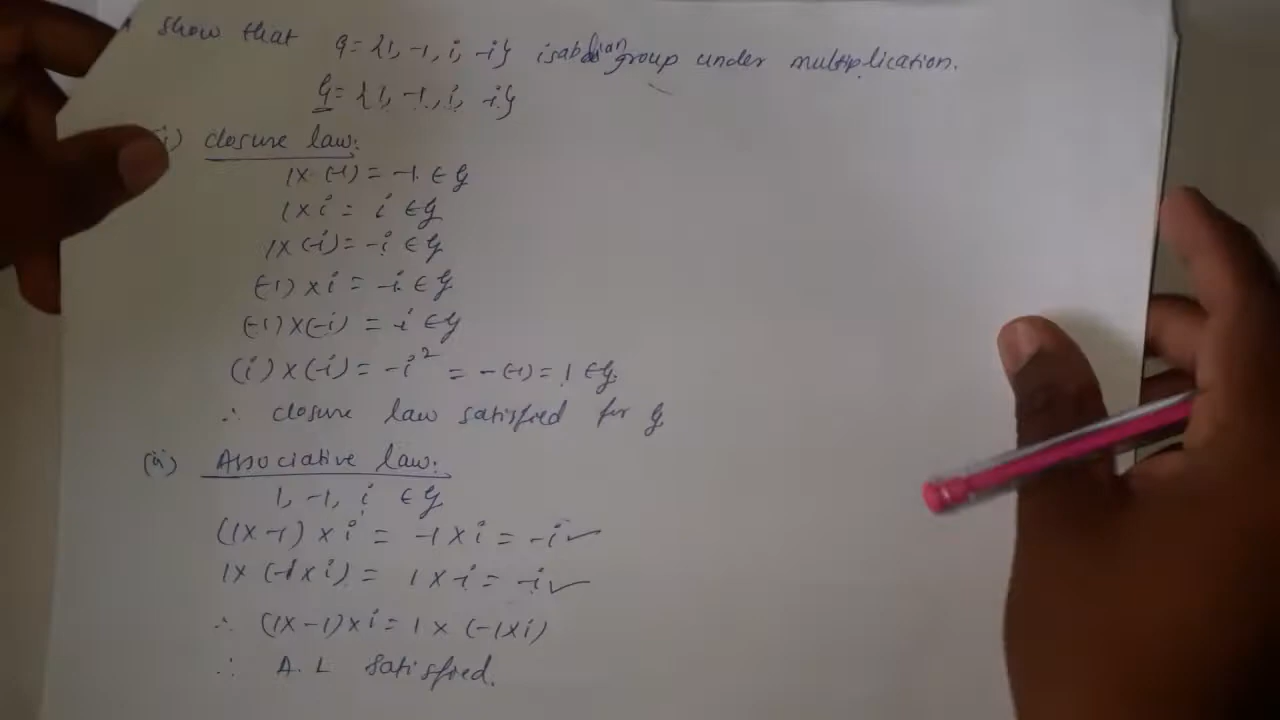 show that G = {1, -1, i, -i} is abelian group under multiplication.
G = {1, -1, i, -i}
i) closure law:
1 x (-1) = -1 ∈ G
1 x i = i ∈ G
1 x (-i) = -i ∈ G
(-1) x i = -i ∈ G
(-1) x (-i) = i ∈ G
(i) x (-i) = -i² = -(-1) = 1 ∈ G.
∴ closure law satisfied for G
(ii) Associative law:
1, -1, i ∈ G
(1 x -1) x i = -1 x i = -i ✓
1 x (-1 x i) = 1 x -i = -i ✓
∴ (1 x -1) x i = 1 x (-1 x i)
∴ A.L satisfied.